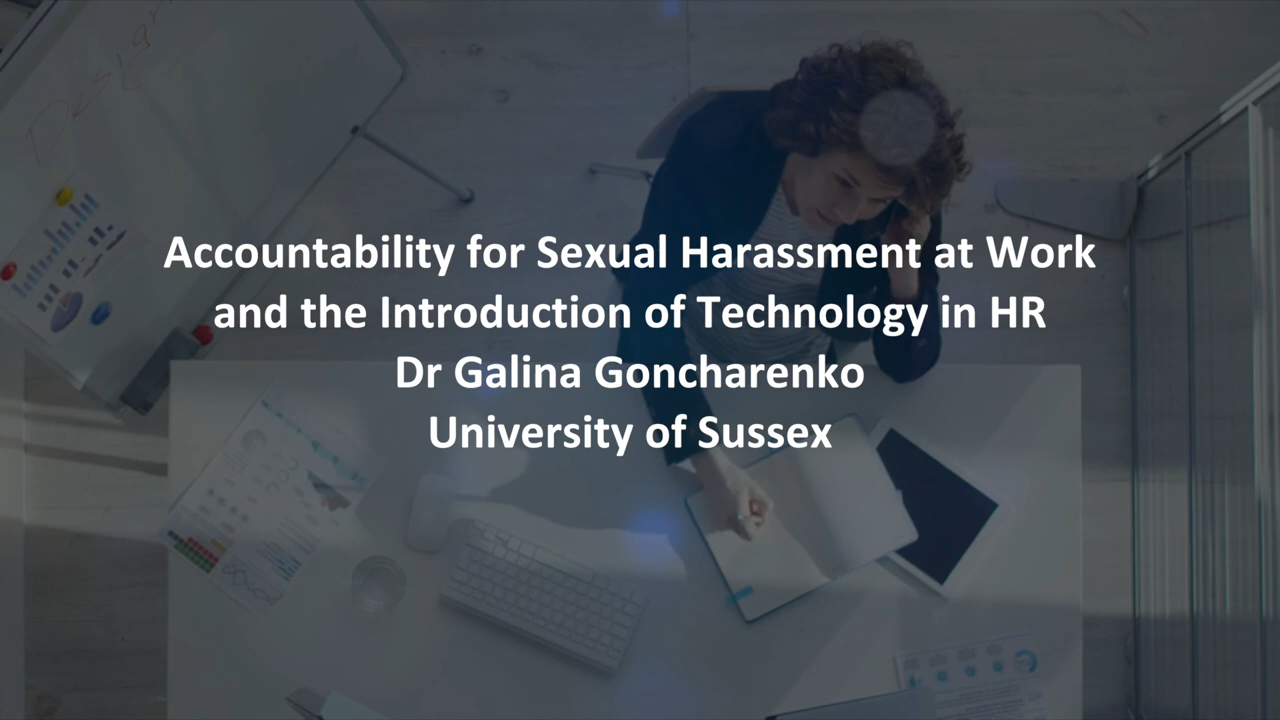 Design
Accountability for Sexual Harassment at Work
and the Introduction of Technology in HR
Dr Galina Goncharenko
University of Sussex